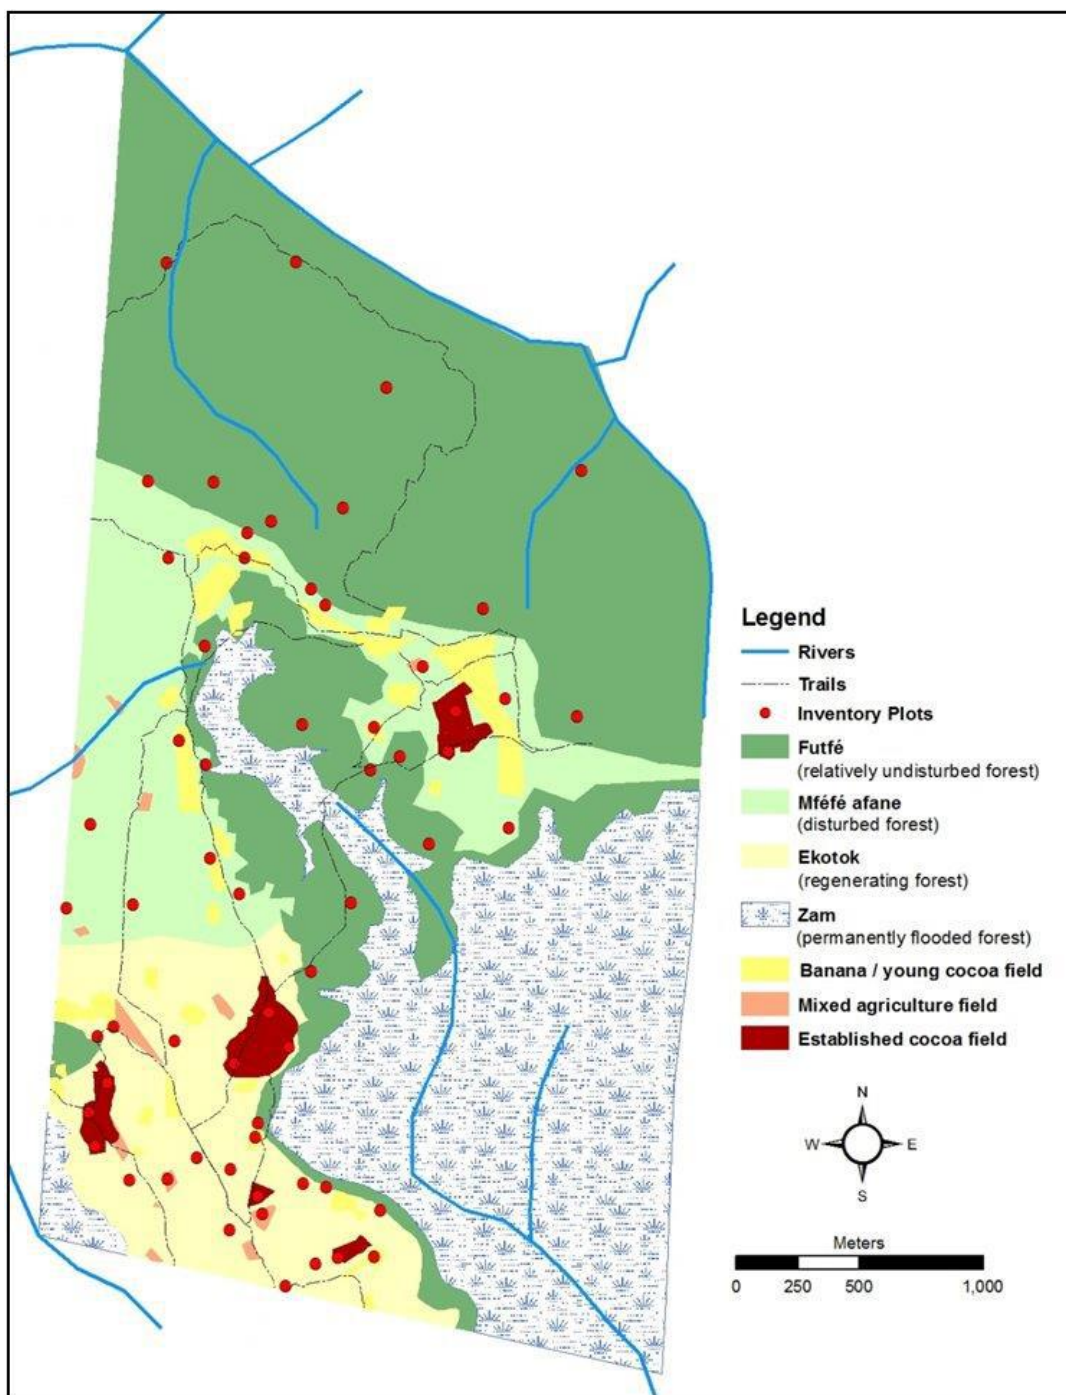 Legend
Rivers
Trails
Inventory Plots
Futfé
(relatively undisturbed forest)
Mféfé afane
(disturbed forest)
Ekotok
(regenerating forest)
Zam
(permanently flooded forest)
Banana / young cocoa field
Mixed agriculture field
Established cocoa field
N
W E
S
Meters
0 250 500 1,000